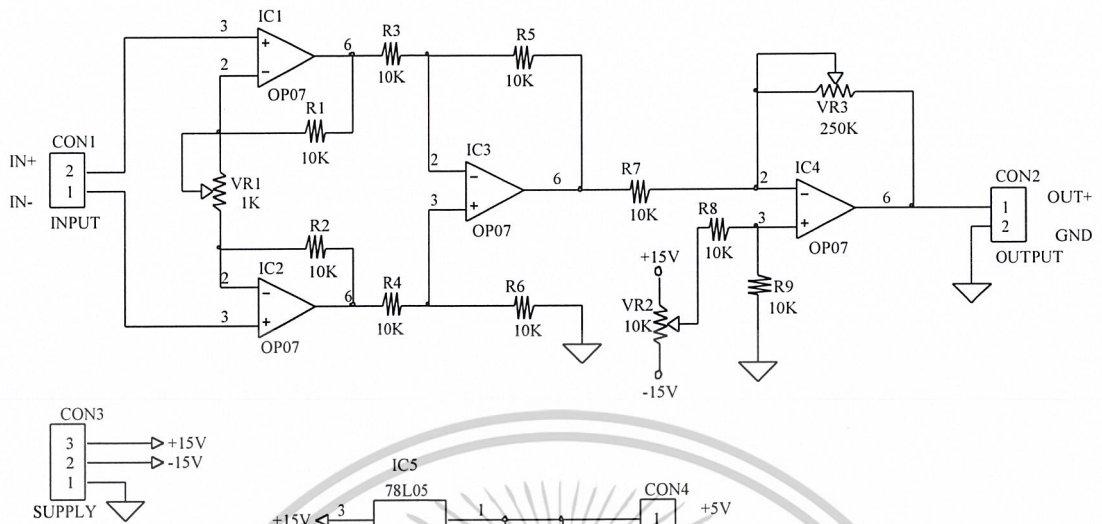 IC1
3
+
6
R3
R5
2
−
10K
10K
OP07
R1
10K
CON1
IN+
2
IN-
1
INPUT
VR1
1K
IC3
2
−
6
3
+
OP07
R2
10K
IC2
2
−
6
3
+
OP07
R4
10K
R6
10K
R7
10K
VR3
250K
IC4
2
−
6
3
+
OP07
R8
10K
+15V
VR2
10K
-15V
R9
10K
CON2
1
OUT+
2
GND
OUTPUT
CON3
3
+15V
2
-15V
1
SUPPLY
IC5
78L05
+15V
3
1
CON4
1
+5V